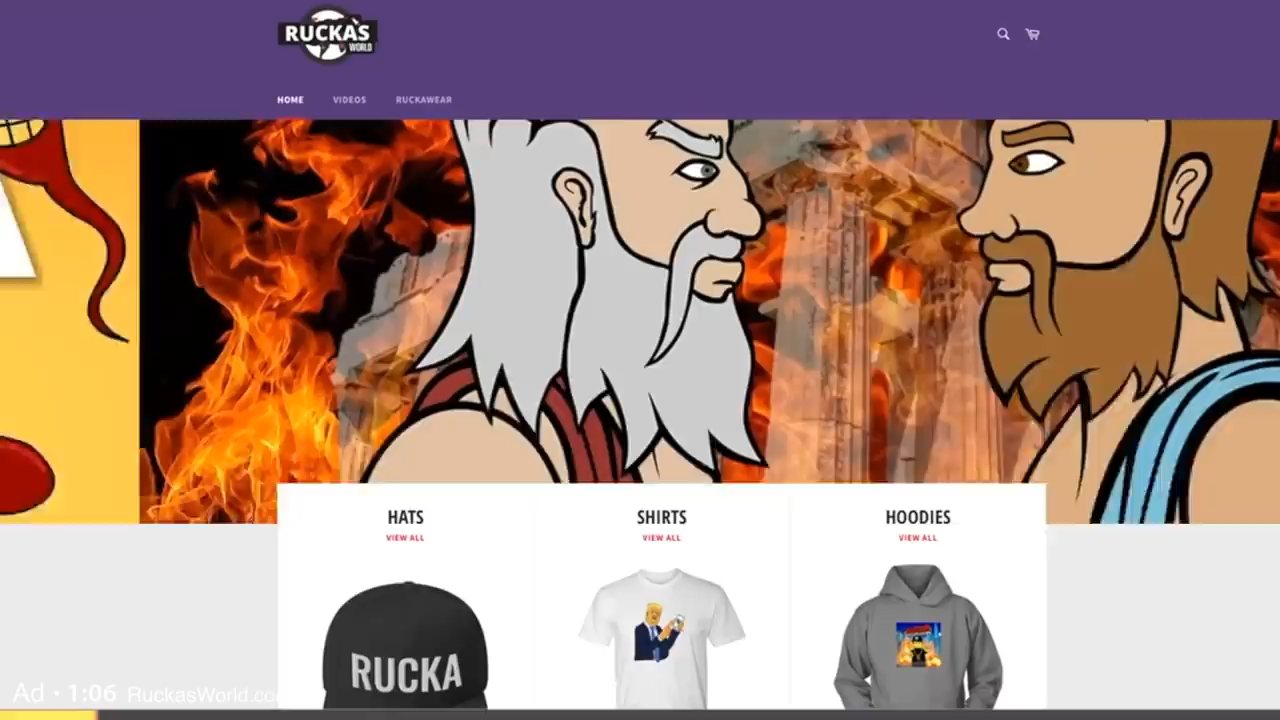 RUCKAS
WORLD
HOME VIDEOS RUCKAWEAR
HATS SHIRTS HOODIES
VIEW ALL VIEW ALL VIEW ALL
RUCKA
Ad · 1:06 RuckasWorld.co